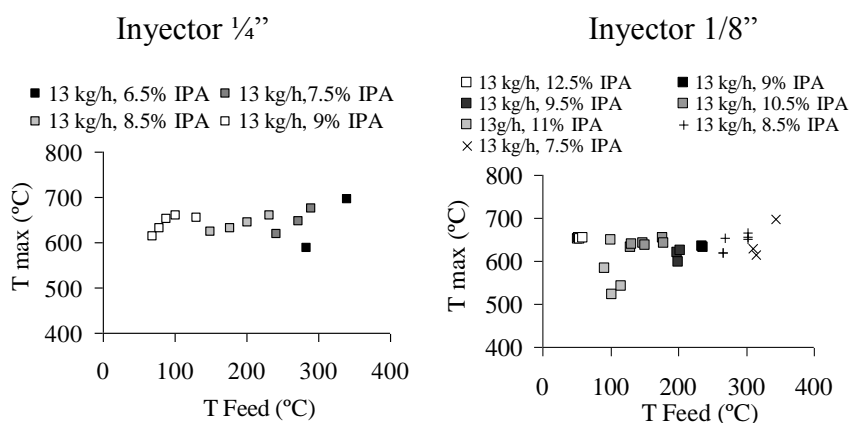 Inyector ¼”
13 kg/h, 6.5% IPA
13 kg/h,7.5% IPA
13 kg/h, 8.5% IPA
13 kg/h, 9% IPA
800
700
600
500
400
T max (ºC)
0
100
200
300
400
T Feed (ºC)
Inyector 1/8”
13 kg/h, 12.5% IPA
13 kg/h, 9% IPA
13 kg/h, 9.5% IPA
13 kg/h, 10.5% IPA
13g/h, 11% IPA
13 kg/h, 8.5% IPA
13 kg/h, 7.5% IPA
800
700
600
500
400
T max (ºC)
0
100
200
300
400
T Feed (ºC)